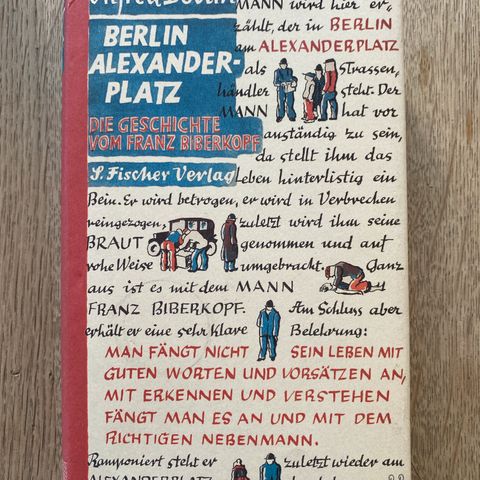 Alfred Döblin MANN wird hier er,
BERLIN zählt, der in BERLIN
ALEXANDER- am ALEXANDERPLATZ
PLATZ als Strassen,
händler steht. Der
DIE GESCHICHTE MANN hat vor
VOM FRANZ BIBERKOPF anständig zu sein,
da stellt ihm das
S. Fischer Verlag Leben hinterlistig ein
Bein. Er wird betrogen, er wird in Verbrechen
reingezogen, zuletzt wird ihm seine
BRAUT genommen und auf
rohe Weise umgebracht. Ganz
aus ist es mit dem MANN
FRANZ BIBERKOPF. Am Schluss aber
erhält er eine sehr klare Belehrung:
MAN FÄNGT NICHT SEIN LEBEN MIT
GUTEN WORTEN UND VORSÄTZEN AN,
MIT ERKENNEN UND VERSTEHEN
FÄNGT MAN ES AN UND MIT DEM
RICHTIGEN NEBENMANN.
Ramponiert steht er zuletzt wieder am
ALEXANDERPLATZ